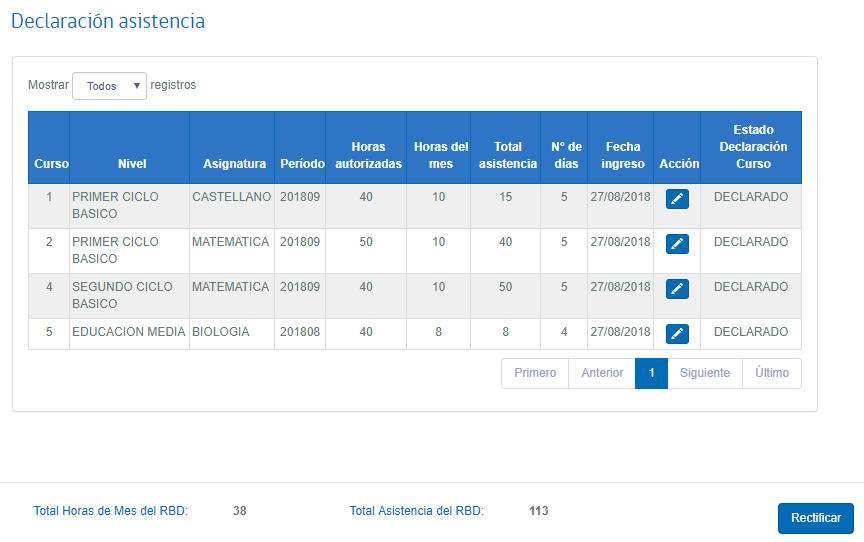 Declaración asistencia
Mostrar Todos registros
Curso Nivel Asignatura Período Horas autorizadas Horas del mes Total asistencia N° de días Fecha ingreso Acción Estado Declaración Curso
1 PRIMER CICLO BASICO CASTELLANO 201809 40 10 15 5 27/08/2018 DECLARADO
2 PRIMER CICLO BASICO MATEMATICA 201809 50 10 40 5 27/08/2018 DECLARADO
4 SEGUNDO CICLO BASICO MATEMATICA 201809 40 10 50 5 27/08/2018 DECLARADO
5 EDUCACION MEDIA BIOLOGIA 201808 40 8 8 4 27/08/2018 DECLARADO
Primero Anterior 1 Siguiente Último
Total Horas de Mes del RBD: 38 Total Asistencia del RBD: 113
Rectificar